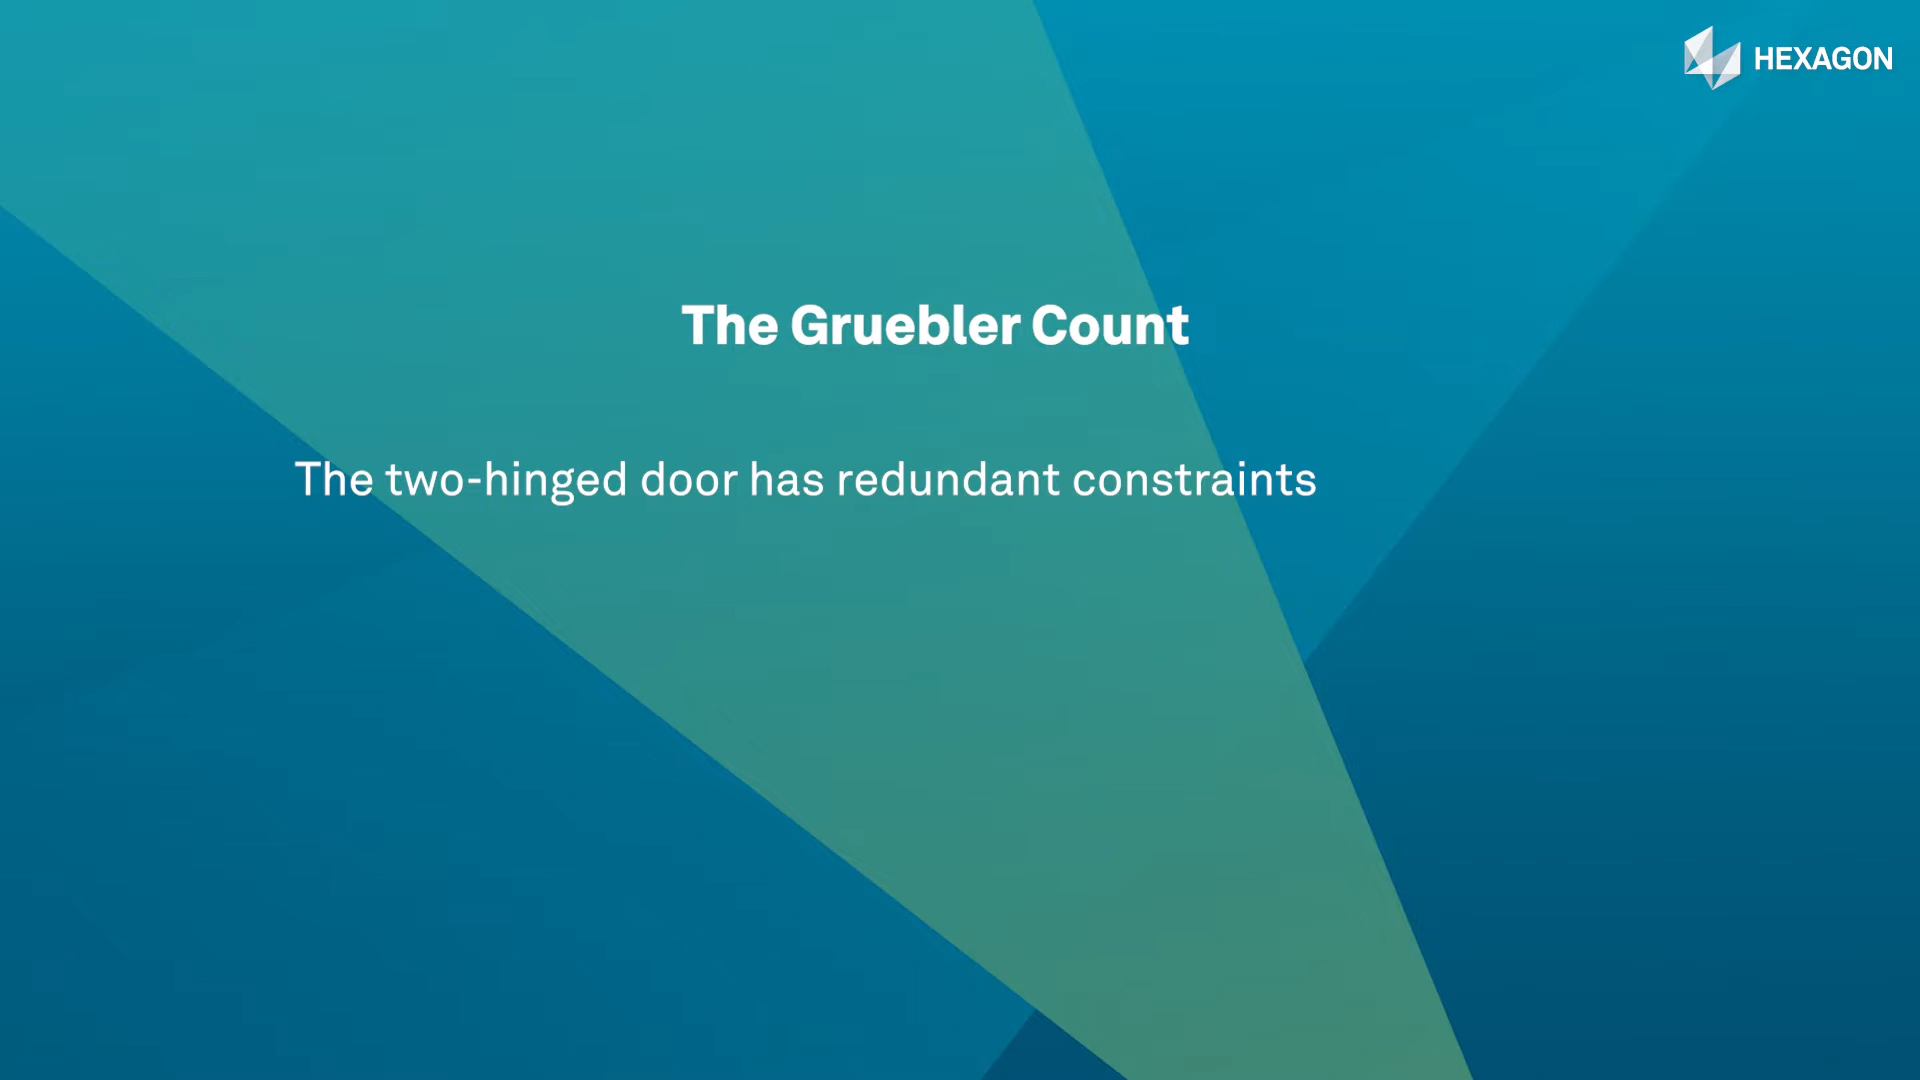 HEXAGON
The Gruebler Count
The two-hinged door has redundant constraints